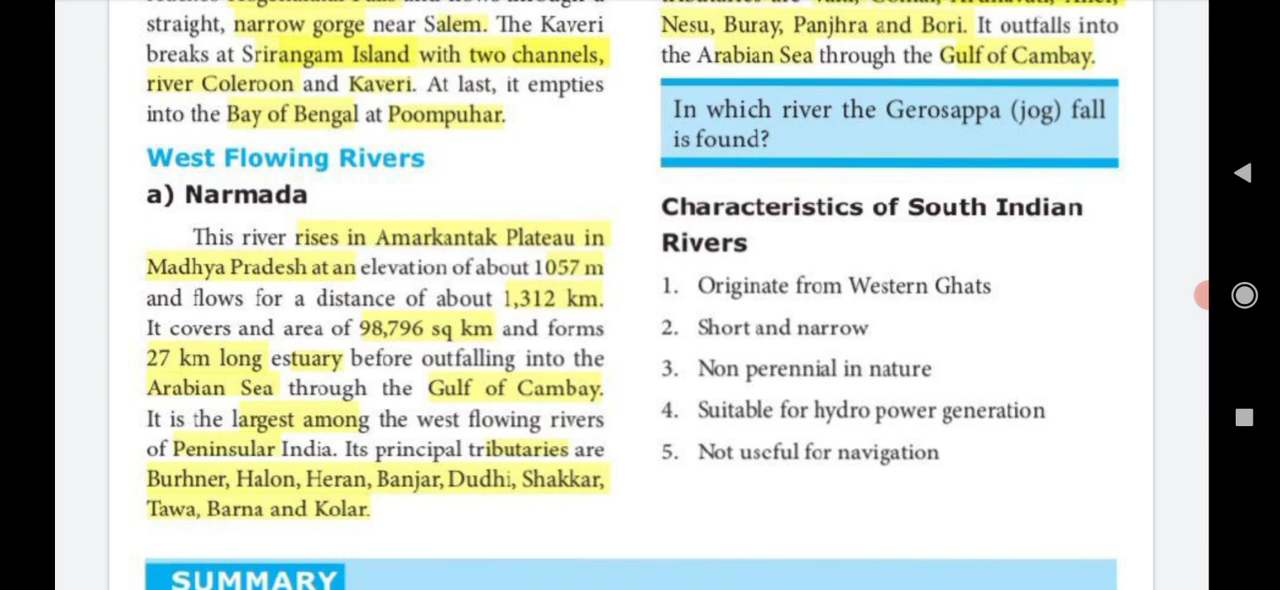 straight, narrow gorge near Salem. The Kaveri
breaks at Srirangam Island with two channels,
river Coleroon and Kaveri. At last, it empties
into the Bay of Bengal at Poompuhar.
West Flowing Rivers
a) Narmada
This river rises in Amarkantak Plateau in
Madhya Pradesh at an elevation of about 1057 m
and flows for a distance of about 1,312 km.
It covers and area of 98,796 sq km and forms
27 km long estuary before outfalling into the
Arabian Sea through the Gulf of Cambay.
It is the largest among the west flowing rivers
of Peninsular India. Its principal tributaries are
Burhner, Halon, Heran, Banjar, Dudhi, Shakkar,
Tawa, Barna and Kolar.
Nesu, Buray, Panjhra and Bori. It outfalls into
the Arabian Sea through the Gulf of Cambay.
In which river the Gerosappa (jog) fall
is found?
Characteristics of South Indian
Rivers
1. Originate from Western Ghats
2. Short and narrow
3. Non perennial in nature
4. Suitable for hydro power generation
5. Not useful for navigation
SUMMARY